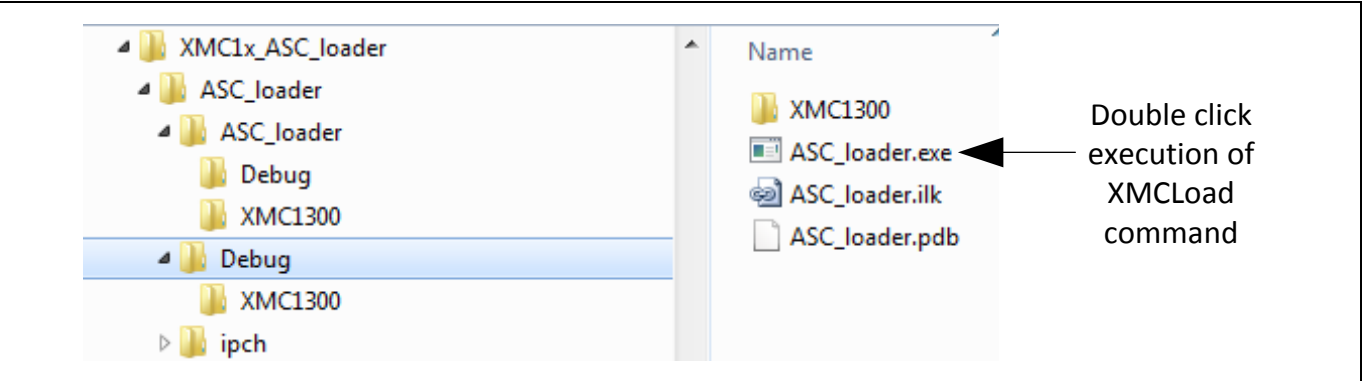 XMC1x_ASC_loader
ASC_loader
ASC_loader
Debug
XMC1300
Debug
XMC1300
ipch
Name
XMC1300
ASC_loader.exe
ASC_loader.ilk
ASC_loader.pdb
Double click
execution of
XMCLoad
command